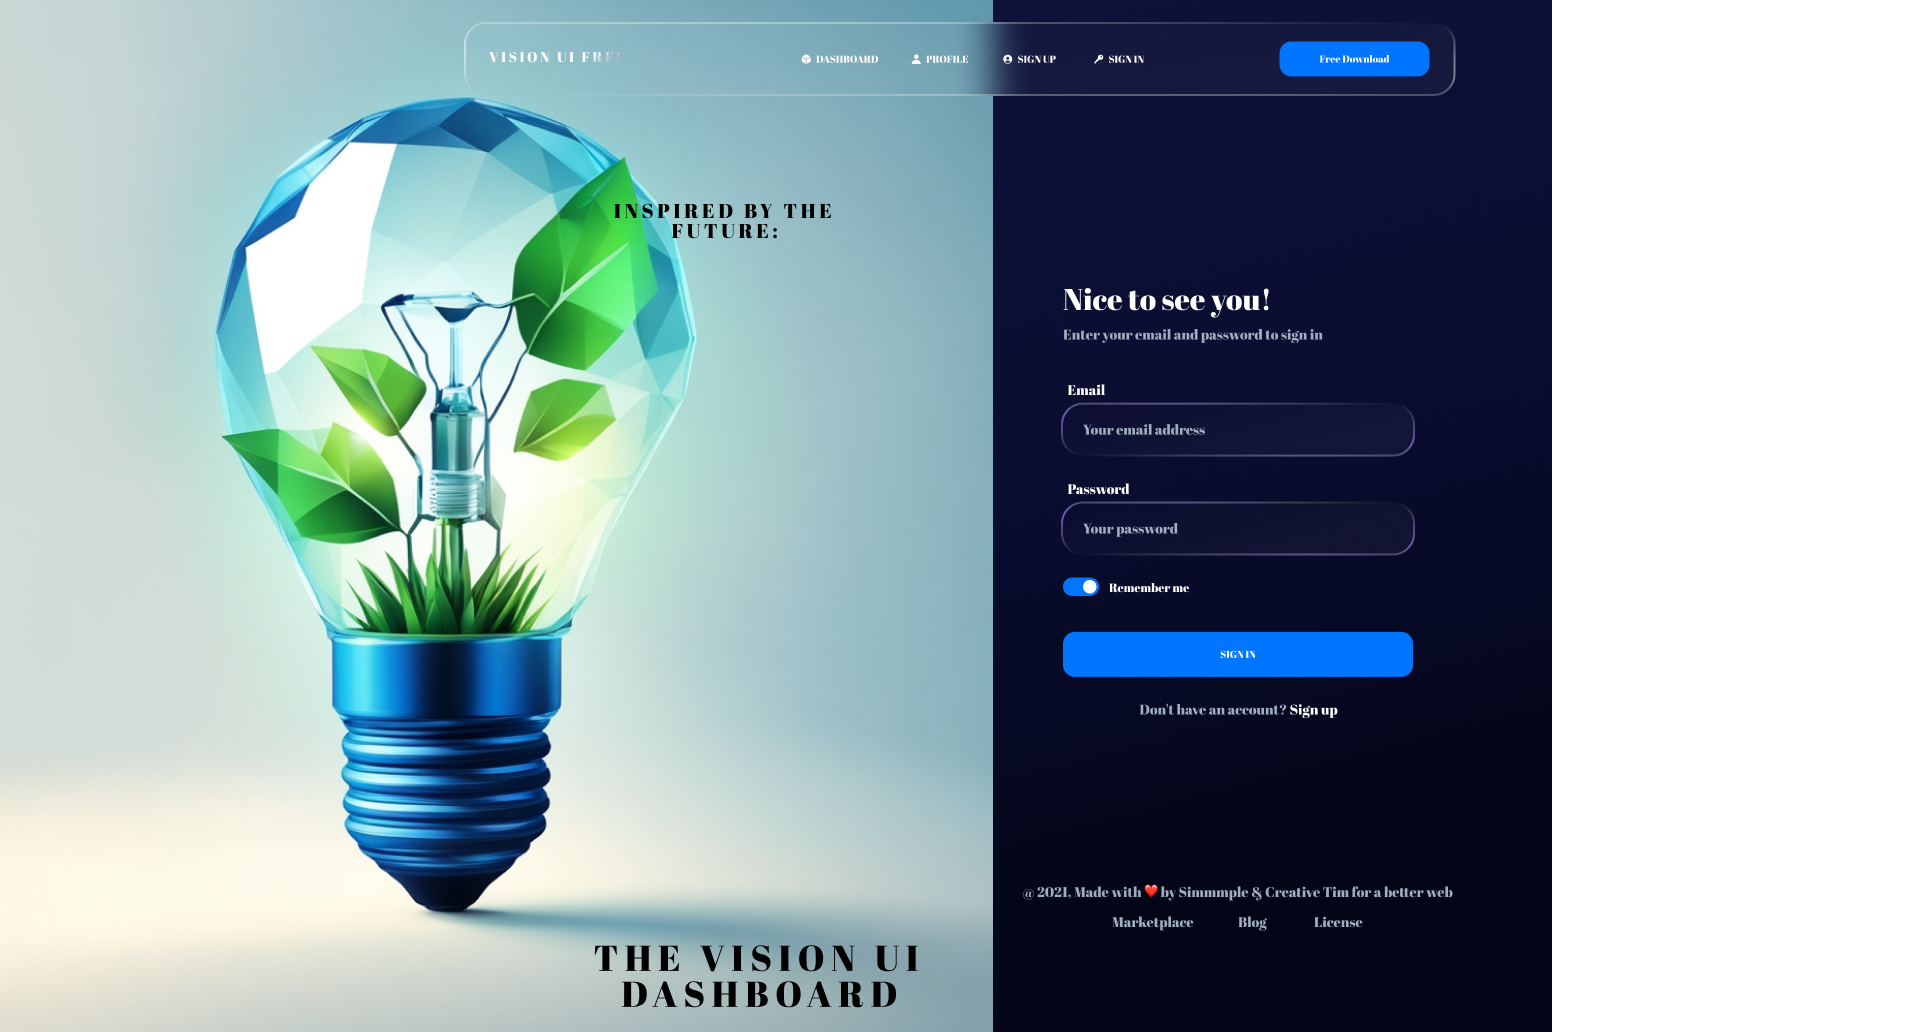 VISION UI FREE
DASHBOARD
PROFILE
SIGN UP
SIGN IN
Free Download
INSPIRED BY THE
FUTURE:
THE VISION UI
DASHBOARD
Nice to see you!
Enter your email and password to sign in
Email
Your email address
Password
Your password
Remember me
SIGN IN
Don't have an account? Sign up
@ 2021, Made with ❤️ by Simmmple & Creative Tim for a better web
Marketplace
Blog
License